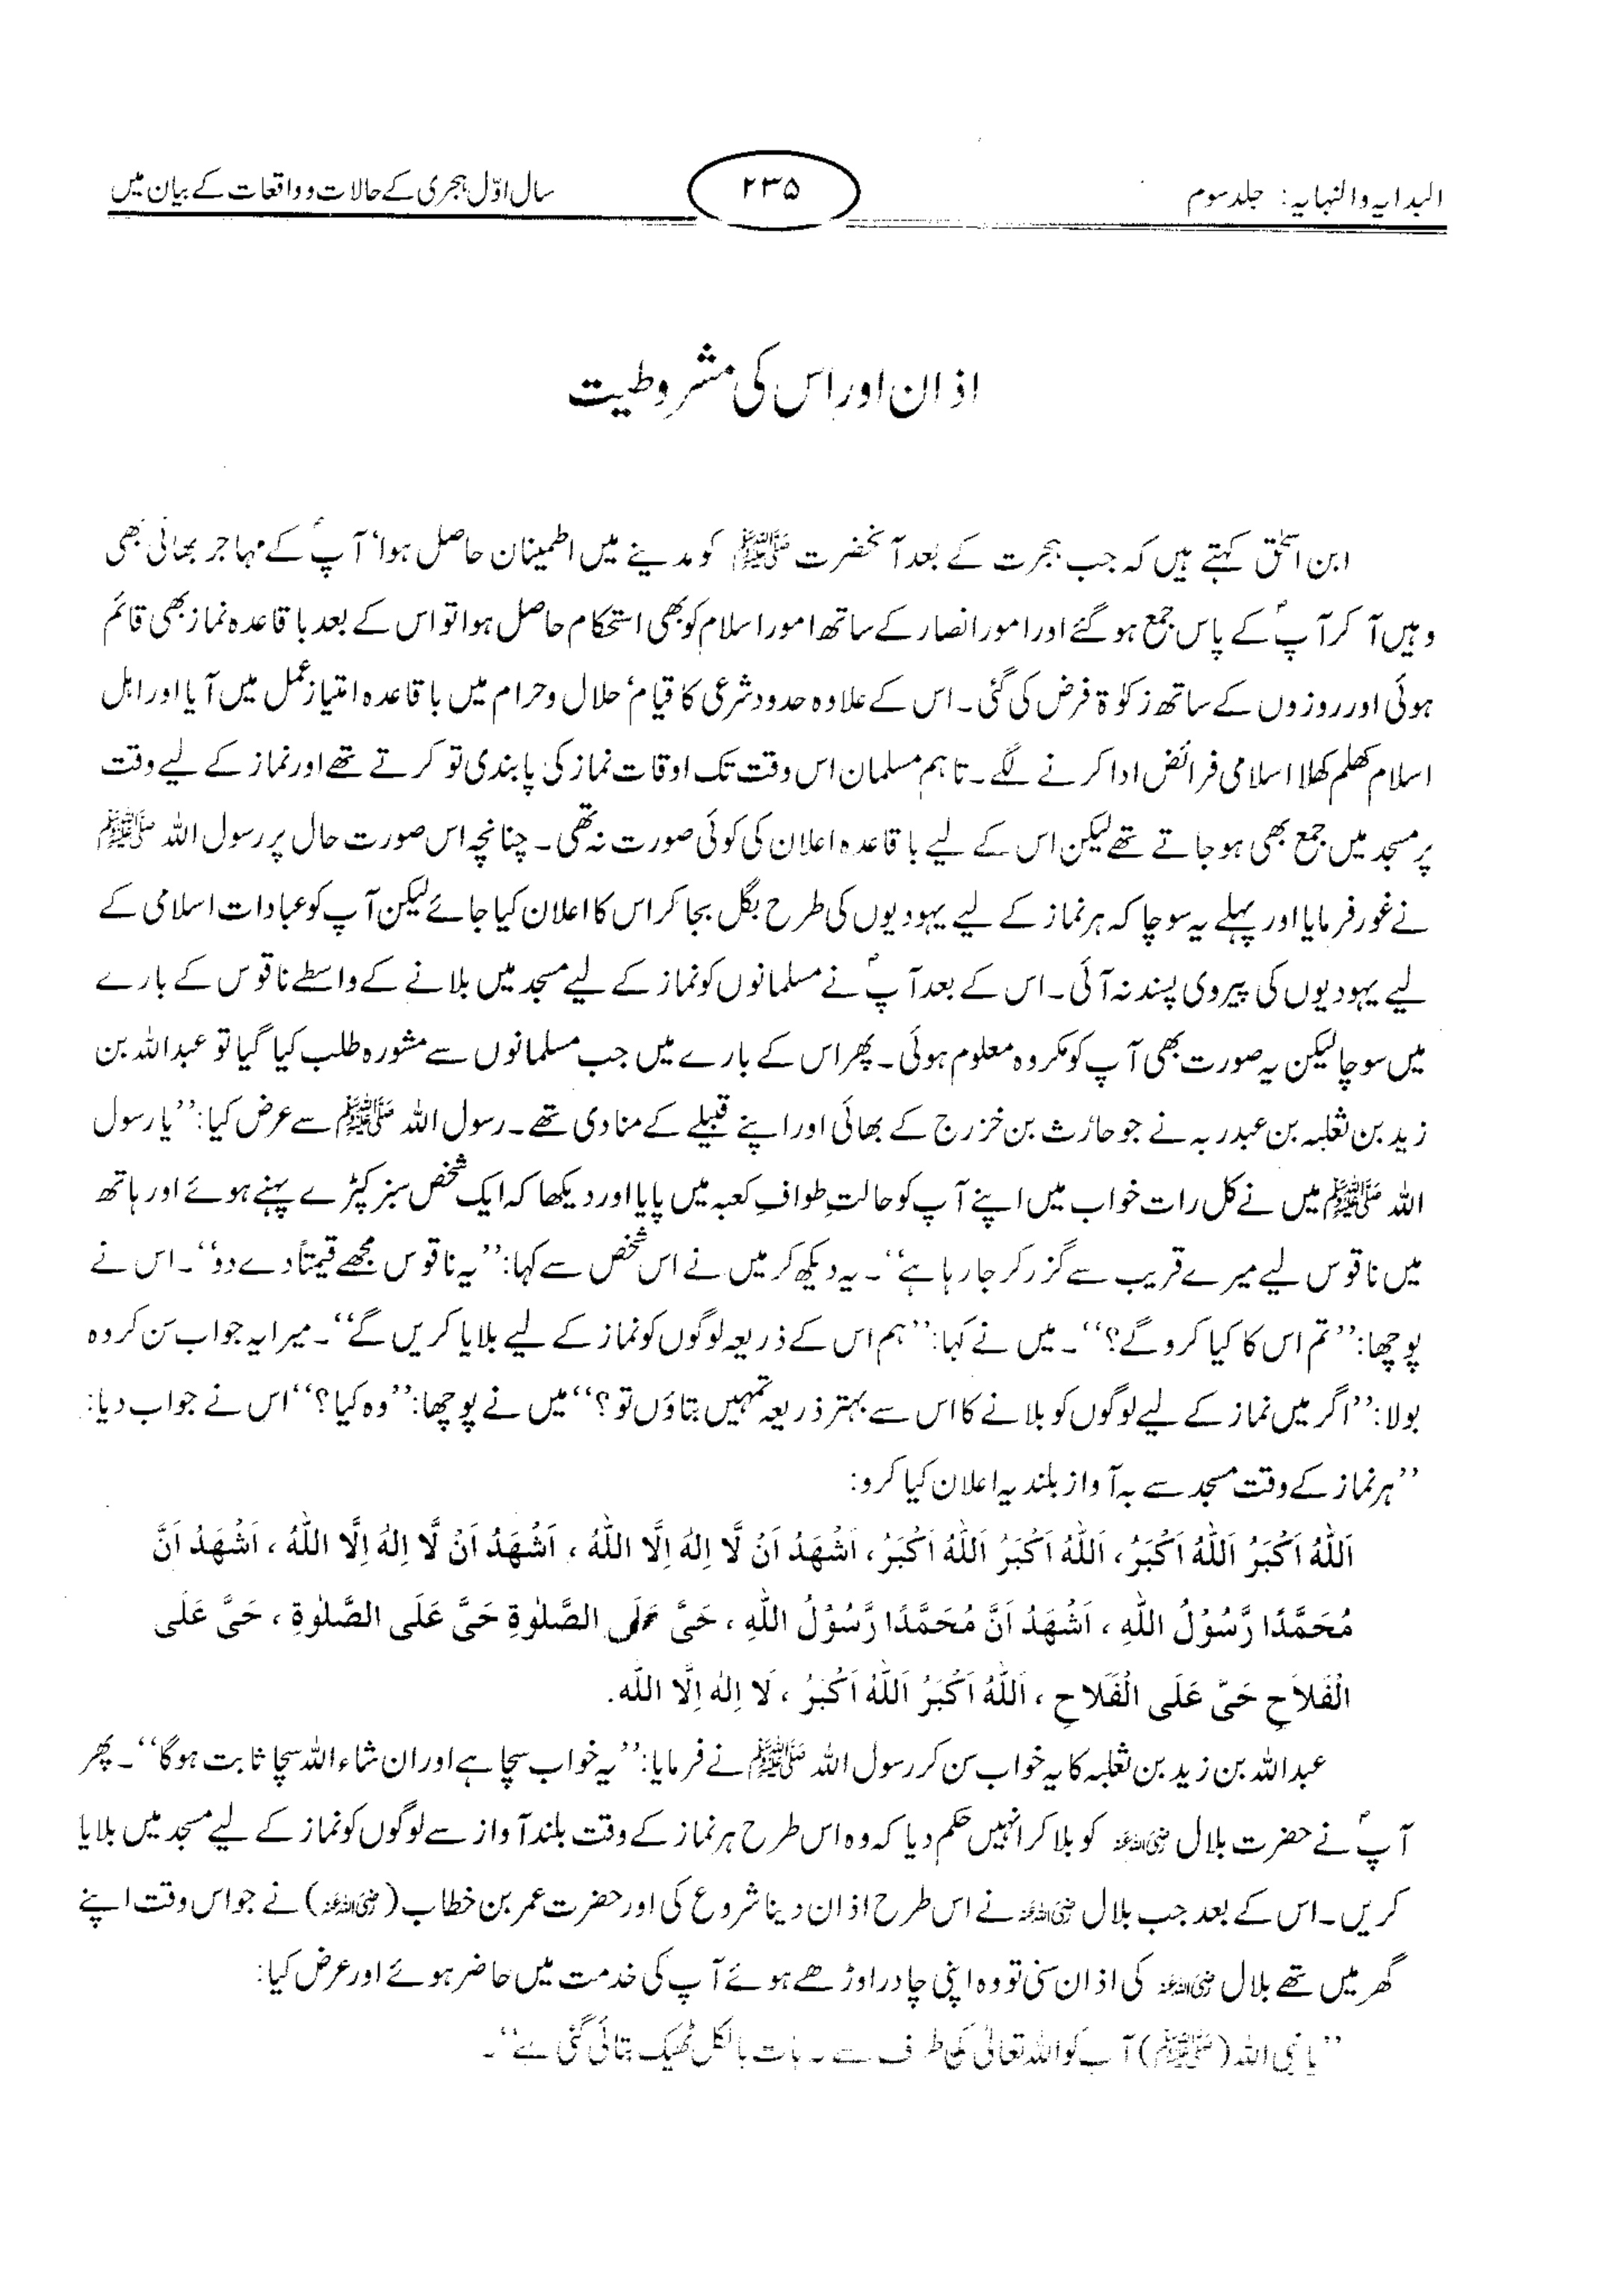 البدایہ والنہایہ: جلد سوم
۲۳۵
سال اوّل ہجری کے حالات و واقعات کے بیان میں
اذان اور اس کی مشروطیت
ابن اسحٰق کہتے ہیں کہ جب ہجرت کے بعد آنحضرت ﷺ کو مدینے میں اطمینان حاصل ہوا' آپؐ کے مہاجر بھائی بھی
وہیں آ کر آپؐ کے پاس جمع ہو گئے اور امور انصار کے ساتھ امور اسلام کو بھی استحکام حاصل ہوا تو اس کے بعد باقاعدہ نماز بھی قائم
ہوئی اور روزوں کے ساتھ زکوٰۃ فرض کی گئی۔ اس کے علاوہ حدود شرعی کا قیام' حلال و حرام میں باقاعدہ امتیاز عمل میں آیا اور اہل
اسلام کھلم کھلا اسلامی فرائض ادا کرنے لگے۔ تاہم مسلمان اس وقت تک اوقات نماز کی پابندی تو کرتے تھے اور نماز کے لیے وقت
پر مسجد میں جمع بھی ہو جاتے تھے لیکن اس کے لیے باقاعدہ اعلان کی کوئی صورت نہ تھی۔ چنانچہ اس صورت حال پر رسول اللہ ﷺ
نے غور فرمایا اور پہلے یہ سوچا کہ ہر نماز کے لیے یہودیوں کی طرح بگل بجا کر اس کا اعلان کیا جائے لیکن آپ کو عبادات اسلامی کے
لیے یہودیوں کی پیروی پسند نہ آئی۔ اس کے بعد آپؐ نے مسلمانوں کو نماز کے لیے مسجد میں بلانے کے واسطے ناقوس کے بارے
میں سوچا لیکن یہ صورت بھی آپ کو مکروہ معلوم ہوئی۔ پھر اس کے بارے میں جب مسلمانوں سے مشورہ طلب کیا گیا تو عبداللہ بن
زید بن ثعلبہ بن عبدربہ نے جو حارث بن خزرج کے بھائی اور اپنے قبیلے کے منادی تھے۔ رسول اللہ ﷺ سے عرض کیا: ''یا رسول
اللہ ﷺ میں نے کل رات خواب میں اپنے آپ کو حالتِ طوافِ کعبہ میں پایا اور دیکھا کہ ایک شخص سبز کپڑے پہنے ہوئے اور ہاتھ
میں ناقوس لیے میرے قریب سے گزر کر جا رہا ہے''۔ یہ دیکھ کر میں نے اس شخص سے کہا: ''یہ ناقوس مجھے قیمتاً دے دو''۔ اس نے
پوچھا: ''تم اس کا کیا کرو گے؟''۔ میں نے کہا: ''ہم اس کے ذریعہ لوگوں کو نماز کے لیے بلایا کریں گے''۔ میرا یہ جواب سن کر وہ
بولا: ''اگر میں نماز کے لیے لوگوں کو بلانے کا اس سے بہتر ذریعہ تمہیں بتاؤں تو؟'' میں نے پوچھا: ''وہ کیا؟'' اس نے جواب دیا:
''ہر نماز کے وقت مسجد سے بہ آواز بلند یہ اعلان کیا کرو:
اَللّٰہُ اَکْبَرُ اَللّٰہُ اَکْبَرُ، اَللّٰہُ اَکْبَرُ اَللّٰہُ اَکْبَرُ، اَشْھَدُ اَنْ لَّا اِلٰہَ اِلَّا اللّٰہُ، اَشْھَدُ اَنْ لَّا اِلٰہَ اِلَّا اللّٰہُ، اَشْھَدُ اَنَّ
مُحَمَّدًا رَّسُوْلُ اللّٰہِ، اَشْھَدُ اَنَّ مُحَمَّدًا رَّسُوْلُ اللّٰہِ، حَیَّ عَلَی الصَّلٰوۃِ حَیَّ عَلَی الصَّلٰوۃِ، حَیَّ عَلَی
الْفَلَاحِ حَیَّ عَلَی الْفَلَاحِ، اَللّٰہُ اَکْبَرُ اَللّٰہُ اَکْبَرُ، لَا اِلٰہَ اِلَّا اللّٰہ.
عبداللہ بن زید بن ثعلبہ کا یہ خواب سن کر رسول اللہ ﷺ نے فرمایا: ''یہ خواب سچا ہے اور ان شاء اللہ سچا ثابت ہوگا''۔ پھر
آپؐ نے حضرت بلال رضی اللہ عنہ کو بلا کر انہیں حکم دیا کہ وہ اس طرح ہر نماز کے وقت بلند آواز سے لوگوں کو نماز کے لیے مسجد میں بلایا
کریں۔ اس کے بعد جب بلال رضی اللہ عنہ نے اس طرح اذان دینا شروع کی اور حضرت عمر بن خطاب (رضی اللہ عنہ) نے جو اس وقت اپنے
گھر میں تھے بلال رضی اللہ عنہ کی اذان سنی تو وہ اپنی چادر اوڑھے ہوئے آپ کی خدمت میں حاضر ہوئے اور عرض کیا:
''یا نبی اللہ (ﷺ) آپ کو اللہ تعالیٰ کی طرف سے یہ بات بالکل ٹھیک بتائی گئی ہے''۔